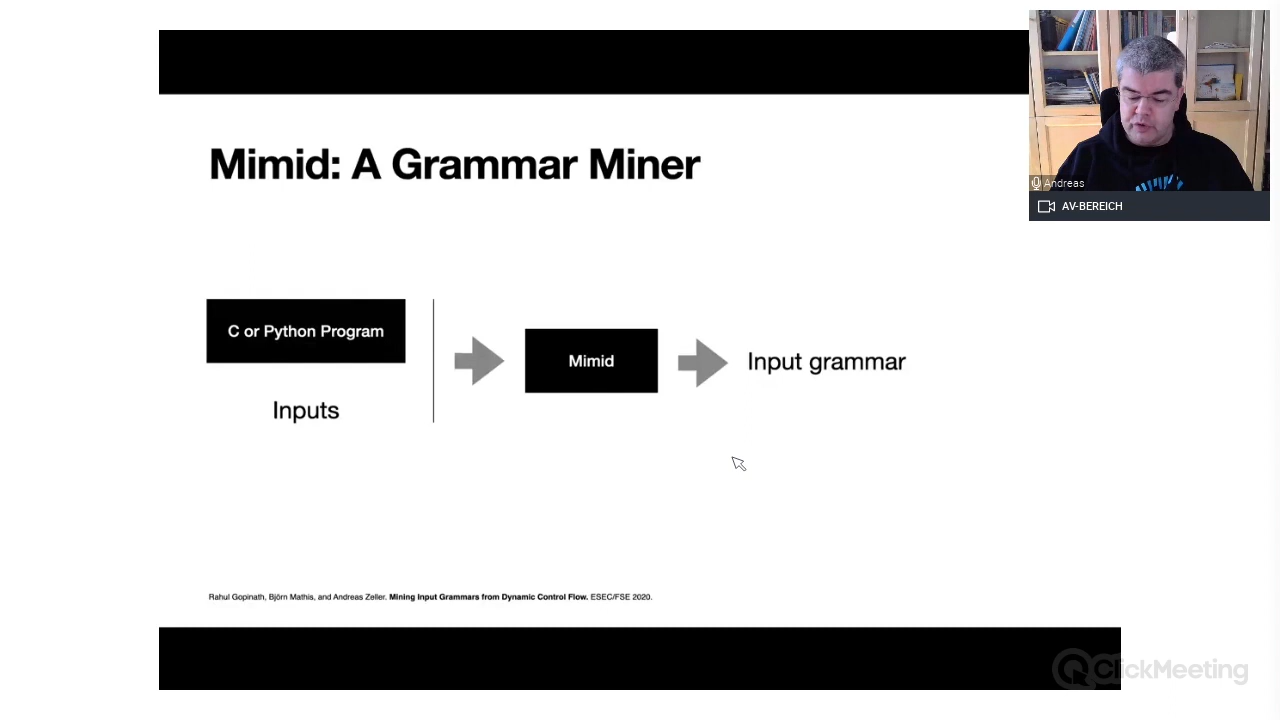 Mimid: A Grammar Miner
C or Python Program
Inputs
Mimid
Input grammar
Rahul Gopinath, Björn Mathis, and Andreas Zeller. Mining Input Grammars from Dynamic Control Flow. ESEC/FSE 2020.
Andreas
AV-BEREICH
ClickMeeting